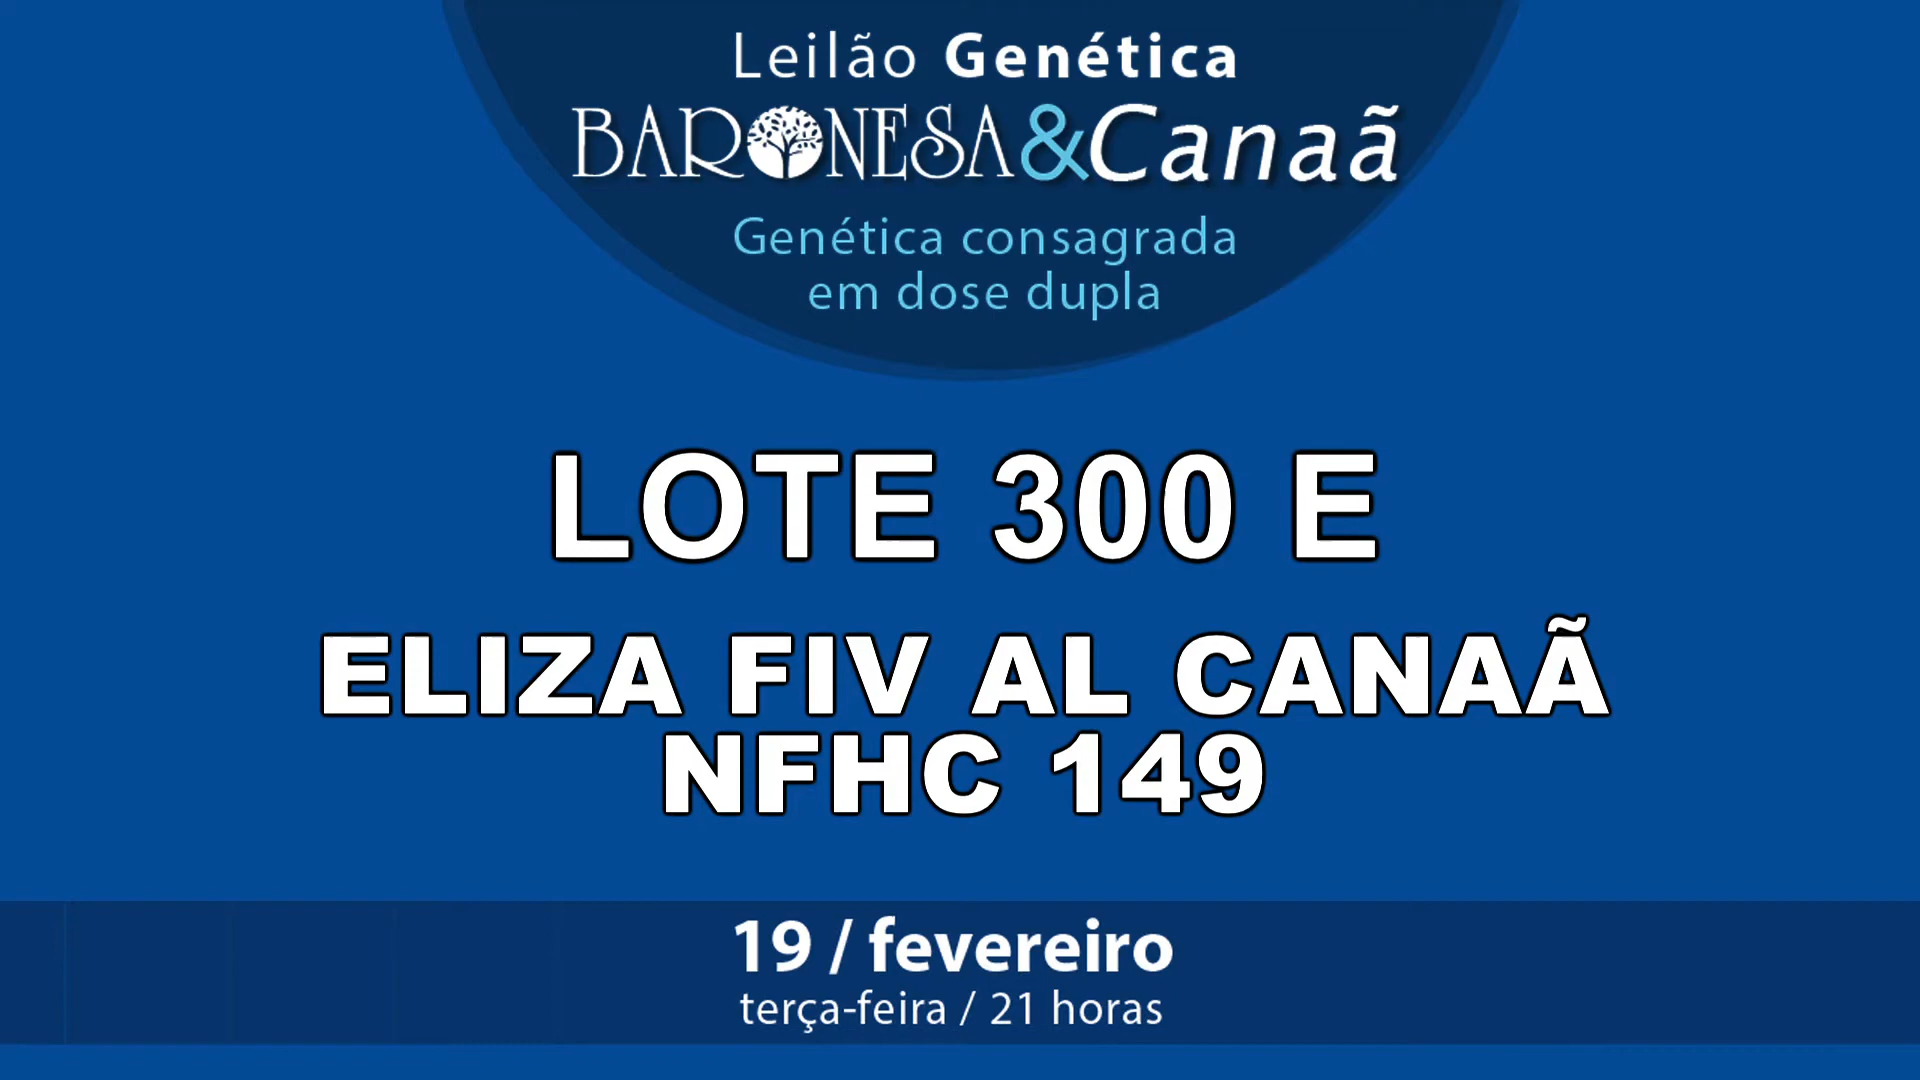 Leilão Genética
BARONESA&Canaã
Genética consagrada
em dose dupla
LOTE 300 E
ELIZA FIV AL CANAÃ
NFHC 149
19 / fevereiro
terça-feira / 21 horas